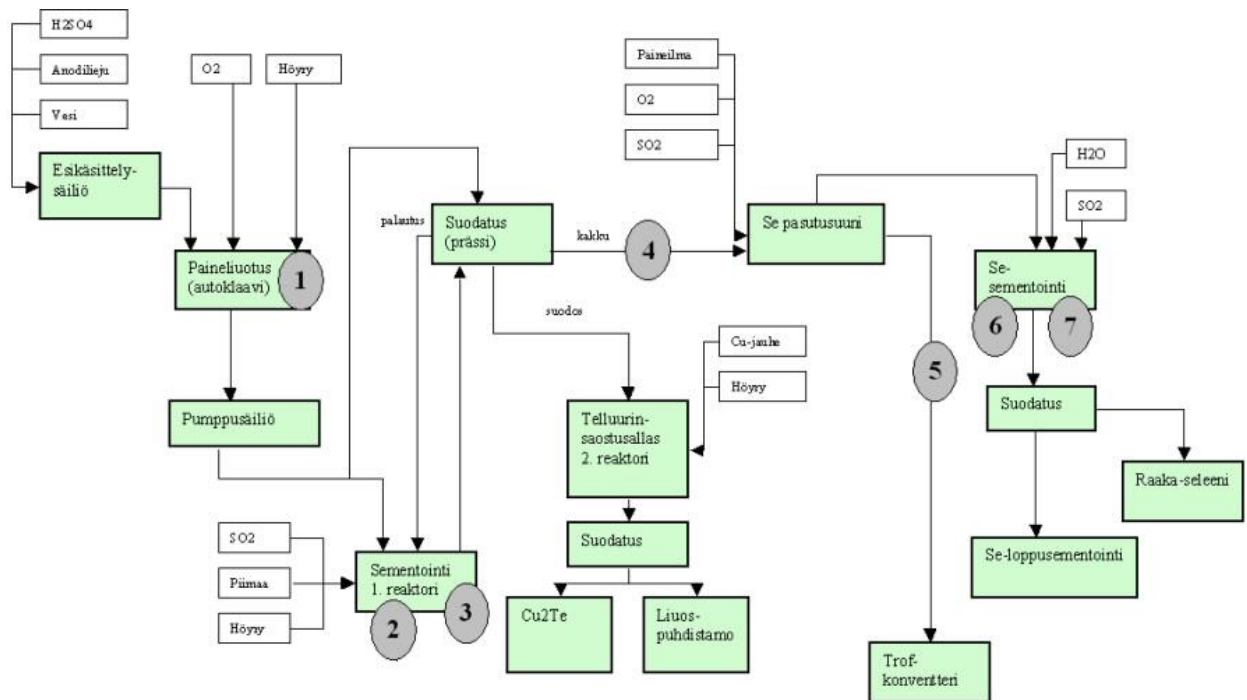 H2SO4
Anodilieju
Vesi
O2
Höyry
Esikäsittely-
säiliö
Paineliuotus
(autoklaavi)
1
Pumppusäiliö
SO2
Piimaa
Höyry
Sementointi
1. reaktori
2
3
palautus
Suodatus
(prässi)
kakku
4
suodos
Paineilma
O2
SO2
Se pasutusuuni
Cu-jauhe
Höyry
Telluurin-
saostusallas
2. reaktori
Suodatus
Cu2Te
Liuos-
puhdistamo
5
Trof-
konventteri
H2O
SO2
Se-
sementointi
6
7
Suodatus
Raaka-seleeni
Se-loppusementointi